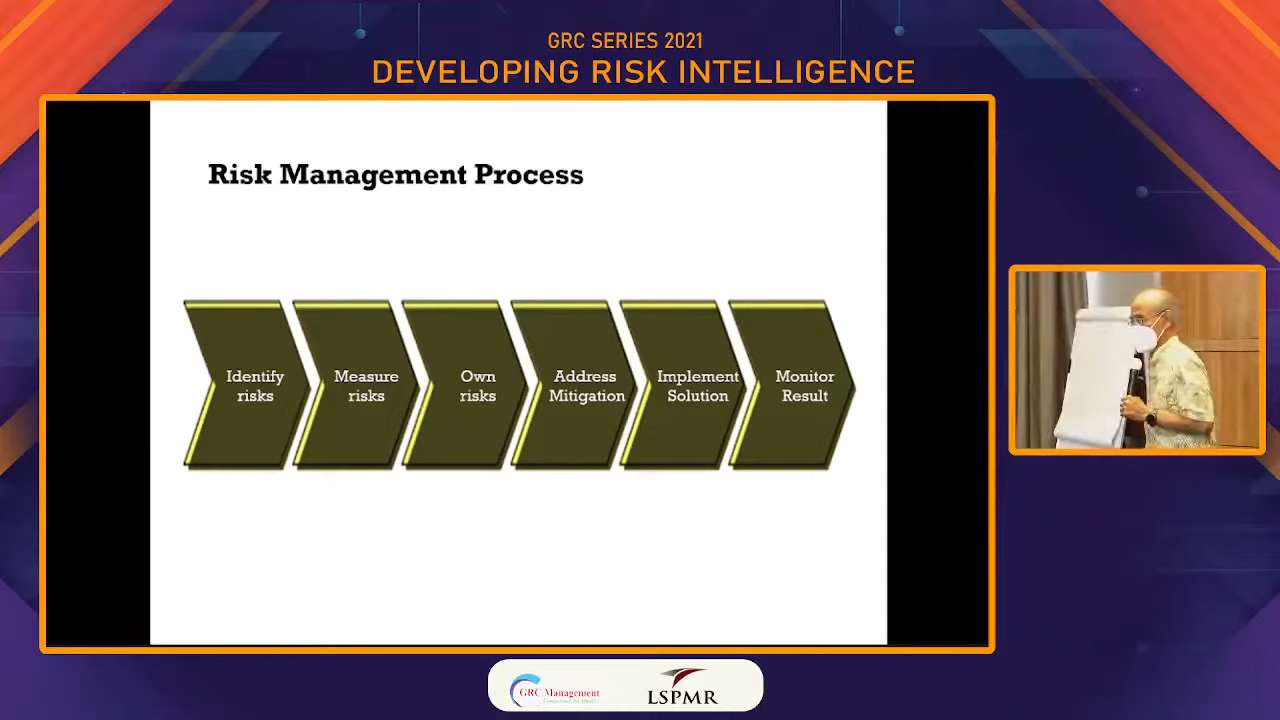 GRC SERIES 2021
DEVELOPING RISK INTELLIGENCE
Risk Management Process
Identify
risks
Measure
risks
Own
risks
Address
Mitigation
Implement
Solution
Monitor
Result
GRC Management
LSPMR